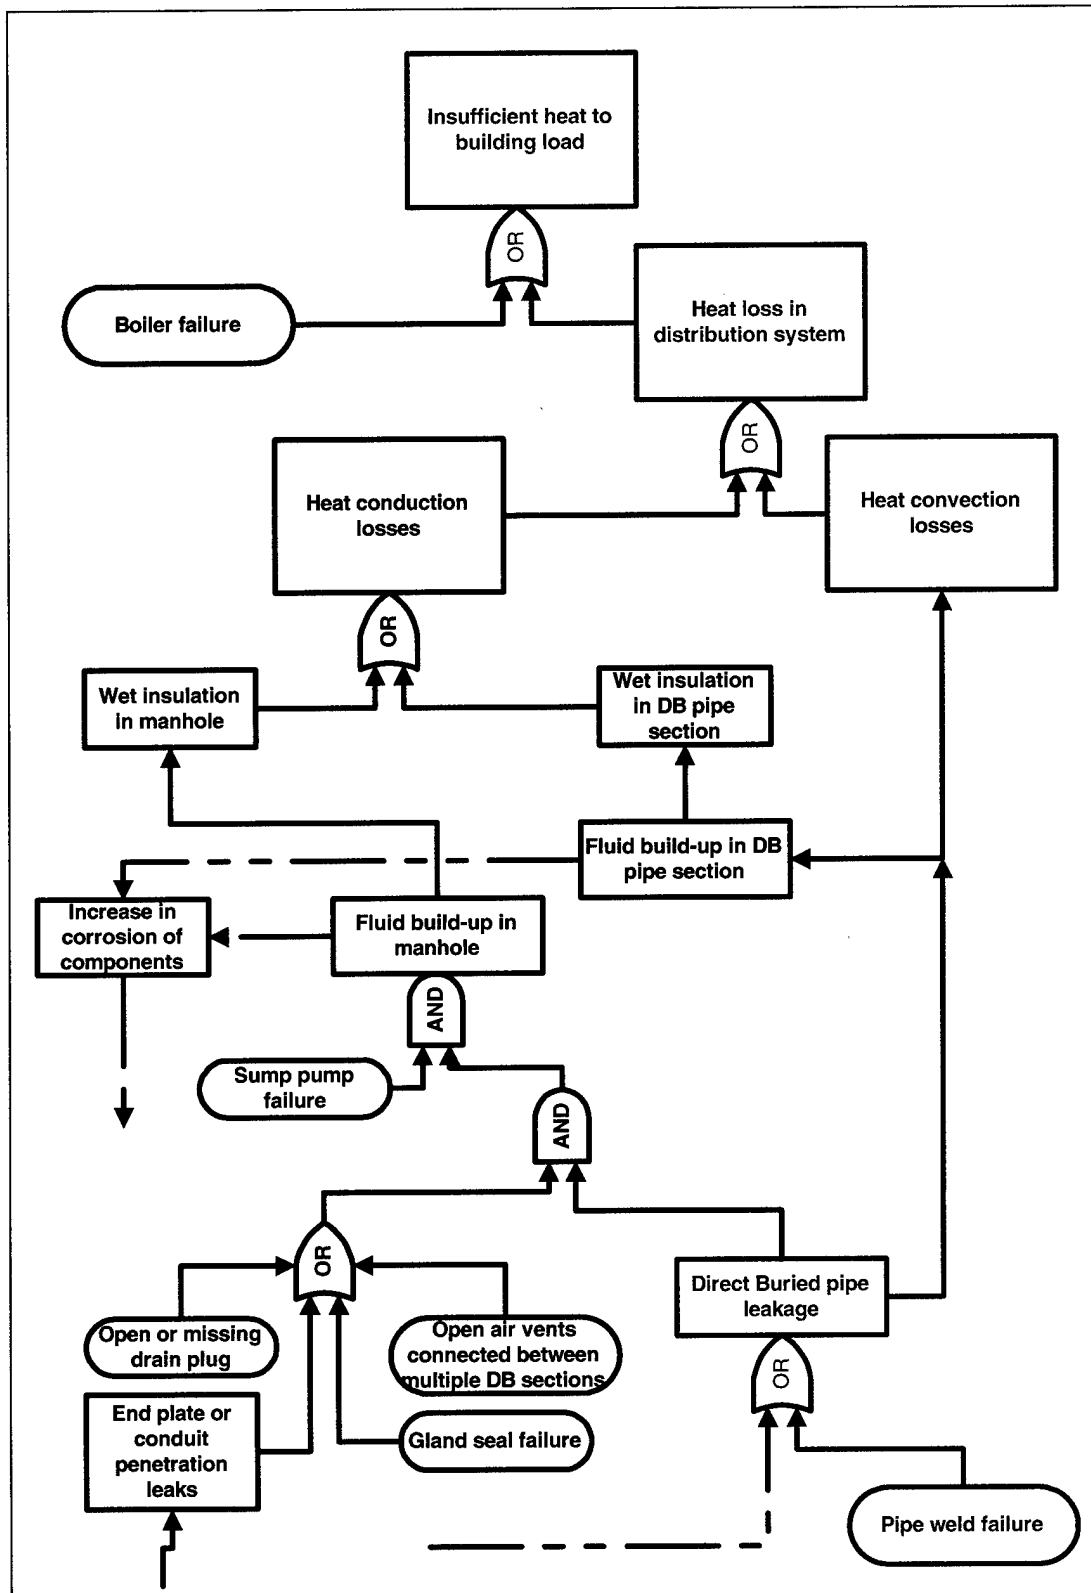 Insufficient heat to
building load
OR
Boiler failure
Heat loss in
distribution system
OR
Heat conduction
losses
Heat convection
losses
OR
Wet insulation
in manhole
Wet insulation
in DB pipe
section
Fluid build-up in DB
pipe section
Increase in
corrosion of
components
Fluid build-up in
manhole
AND
Sump pump
failure
AND
OR
Direct Buried pipe
leakage
Open or missing
drain plug
Open air vents
connected between
multiple DB sections
OR
End plate or
conduit
penetration
leaks
Gland seal failure
Pipe weld failure